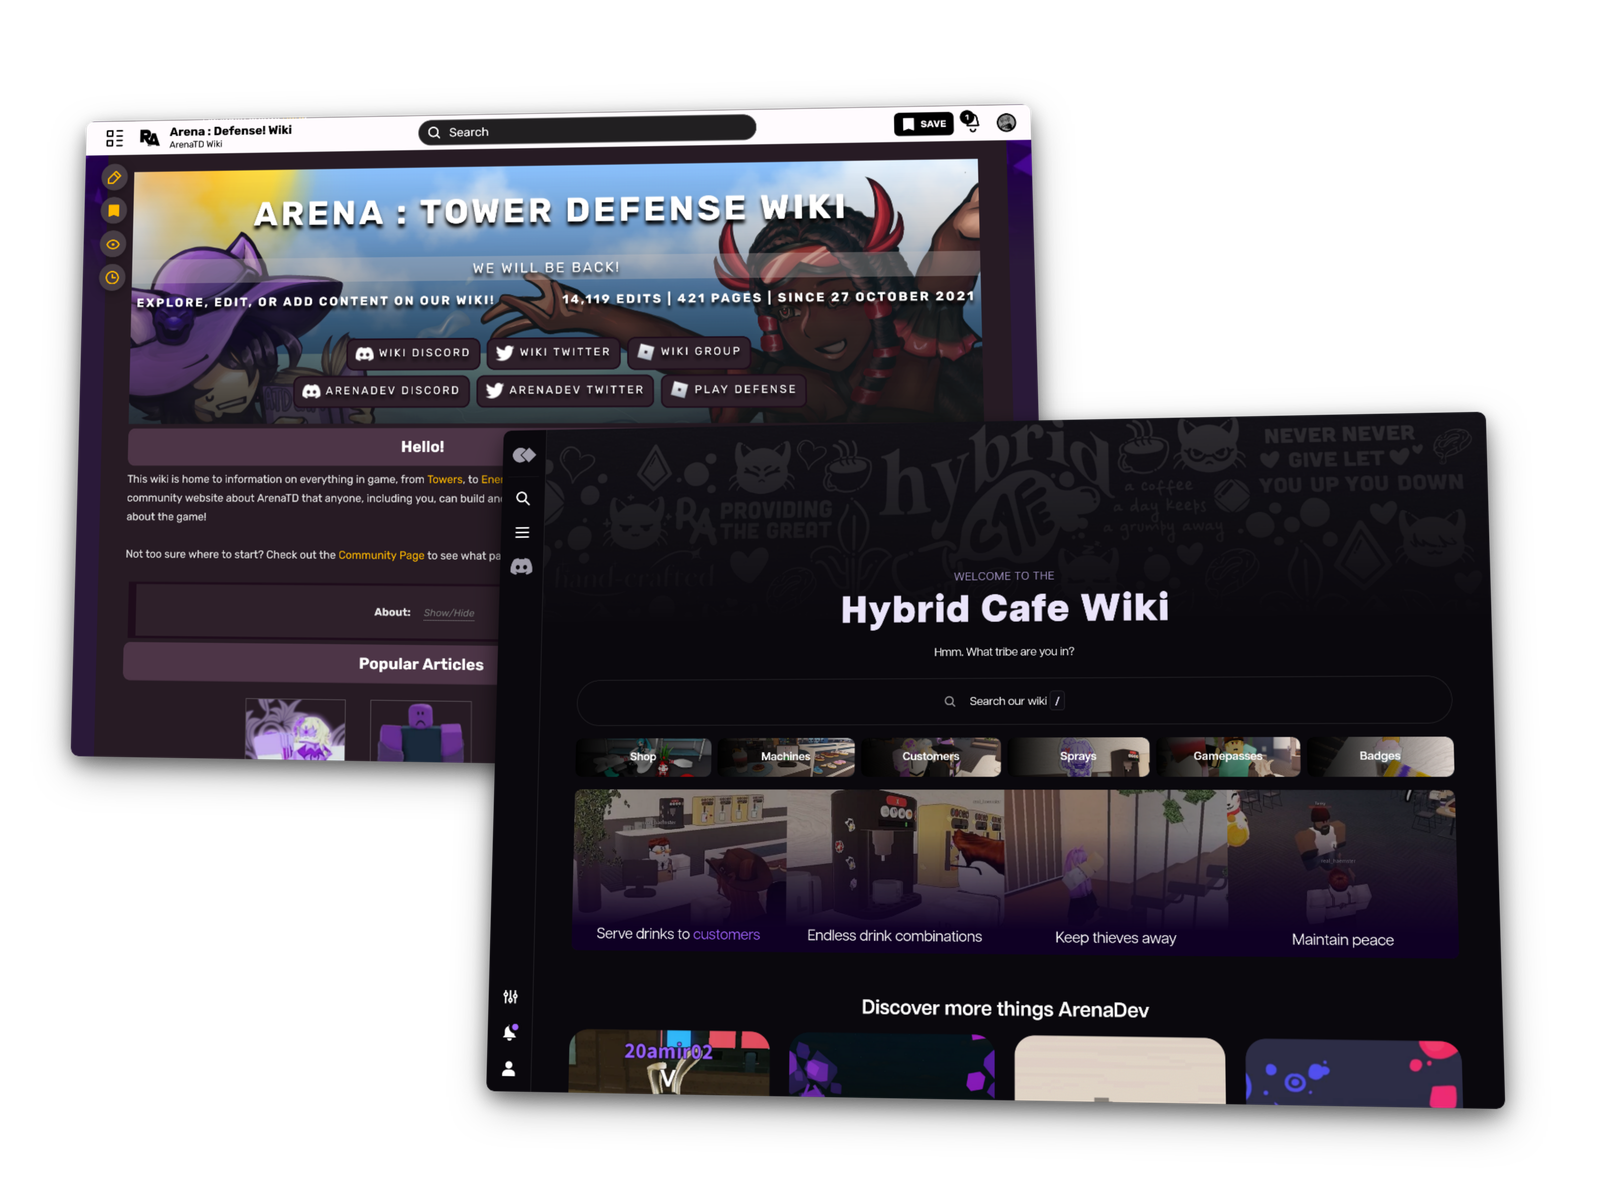 Arena : Defense! Wiki
ArenaTD Wiki
Search
SAVE
1
ARENA : TOWER DEFENSE WIKI
WE WILL BE BACK!
EXPLORE, EDIT, OR ADD CONTENT ON OUR WIKI!
14,119 EDITS | 421 PAGES | SINCE 27 OCTOBER 2021
WIKI DISCORD
WIKI TWITTER
WIKI GROUP
ARENADEV DISCORD
ARENADEV TWITTER
PLAY DEFENSE
Hello!
This wiki is home to information on everything in game, from Towers, to
community website about ArenaTD that anyone, including you, can build
about the game!
Not too sure where to start? Check out the Community Page to see what
About: Show/Hide
Popular Articles
hybrid
CAFE
NEVER NEVER
GIVE LET
YOU UP YOU DOWN
a coffee
a day keeps
a grumpy away
RA PROVIDING
THE GREAT
hand-crafted
WELCOME TO THE
Hybrid Cafe Wiki
Hmm. What tribe are you in?
Search our wiki /
Shop
Machines
Customers
Sprays
Gamepasses
Badges
Serve drinks to customers
Endless drink combinations
Keep thieves away
Maintain peace
Discover more things ArenaDev
20amir02
V